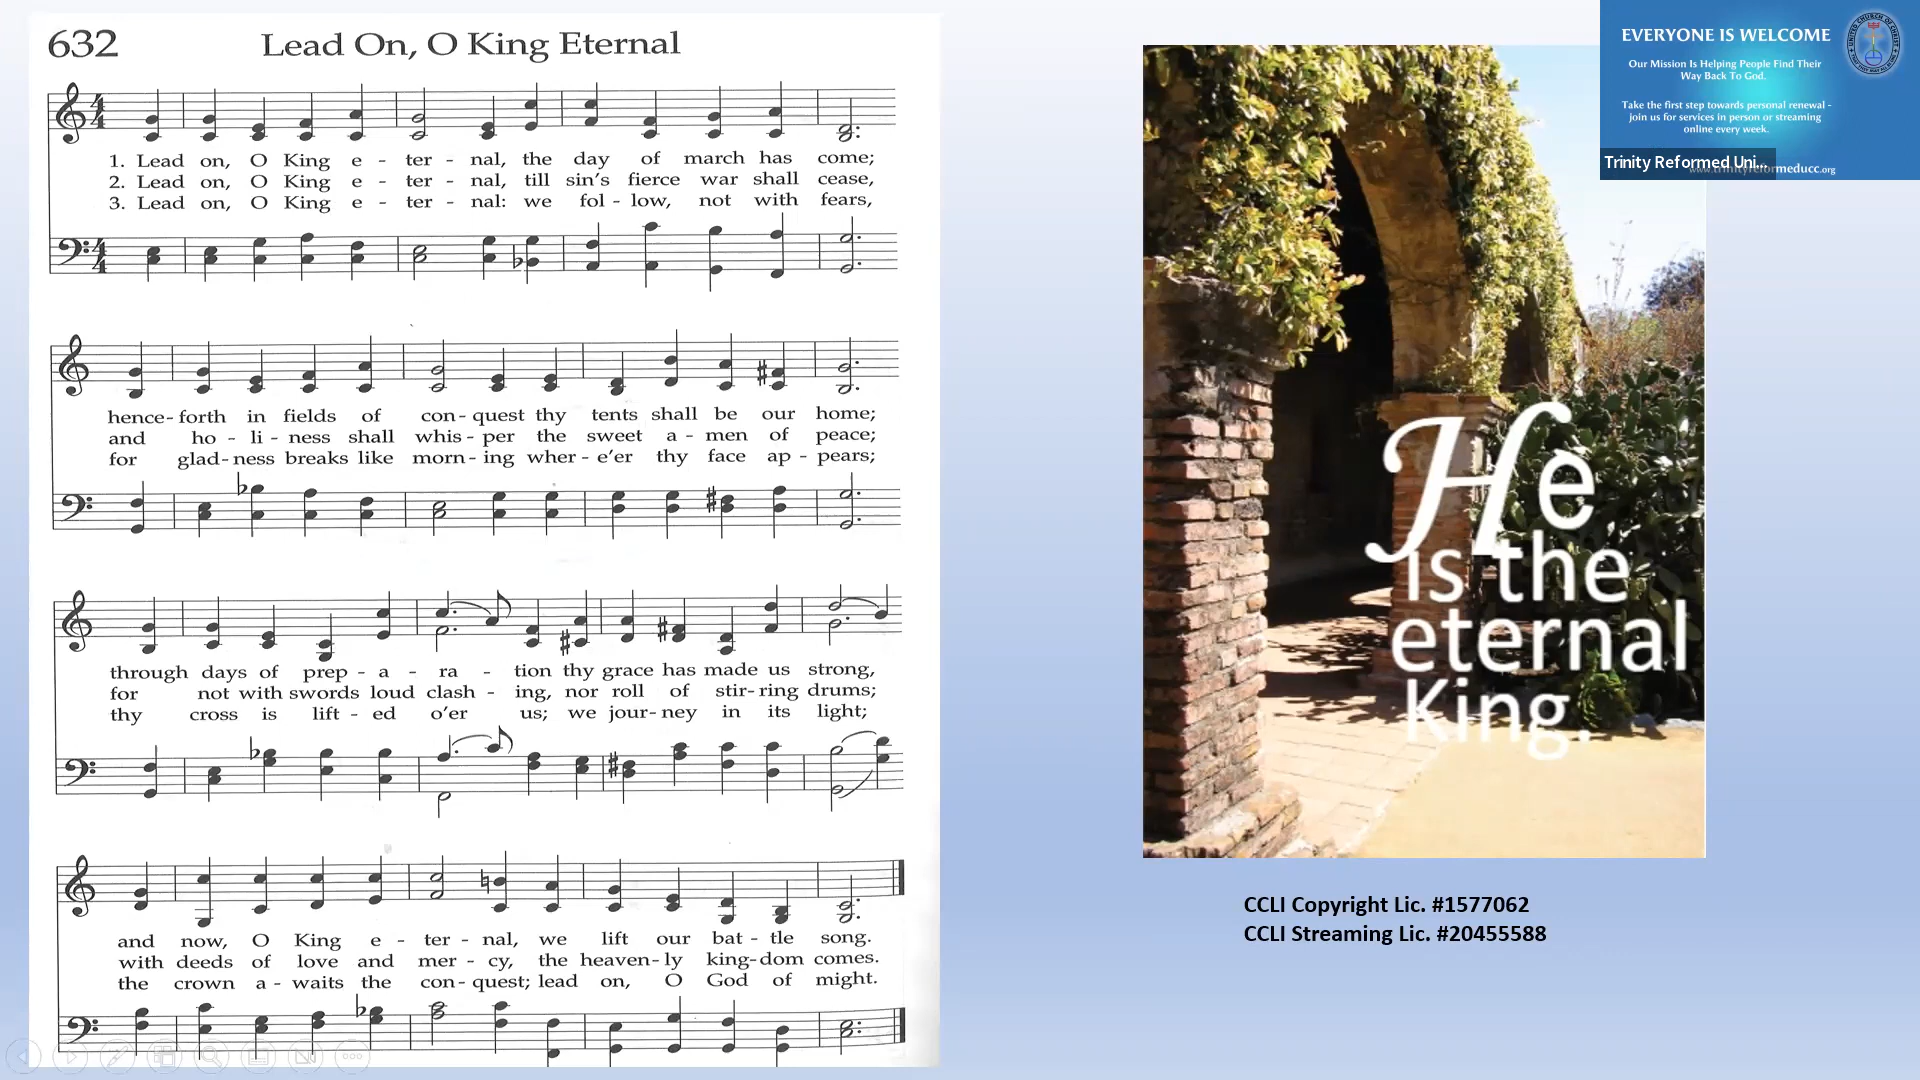 632 Lead On, O King Eternal
1. Lead on, O King e - ter - nal, the day of march has come;
2. Lead on, O King e - ter - nal, till sin's fierce war shall cease,
3. Lead on, O King e - ter - nal: we fol - low, not with fears,
hence - forth in fields of con - quest thy tents shall be our home;
and ho - li - ness shall whis - per the sweet a - men of peace;
for glad - ness breaks like morn - ing wher - e'er thy face ap - pears;
through days of prep - a - ra - tion thy grace has made us strong,
for not with swords loud clash - ing, nor roll of stir - ring drums;
thy cross is lift - ed o'er us; we jour - ney in its light;
and now, O King e - ter - nal, we lift our bat - tle song.
with deeds of love and mer - cy, the heaven - ly king - dom comes.
the crown a - waits the con - quest; lead on, O God of might.
He
is the
eternal
King.
CCLI Copyright Lic. #1577062
CCLI Streaming Lic. #20455588
EVERYONE IS WELCOME
Our Mission Is Helping People Find Their
Way Back To God.
Take the first step towards personal renewal -
join us for services in person or streaming
online every week.
Trinity Reformed Uni...
www.trinityreformeducc.org